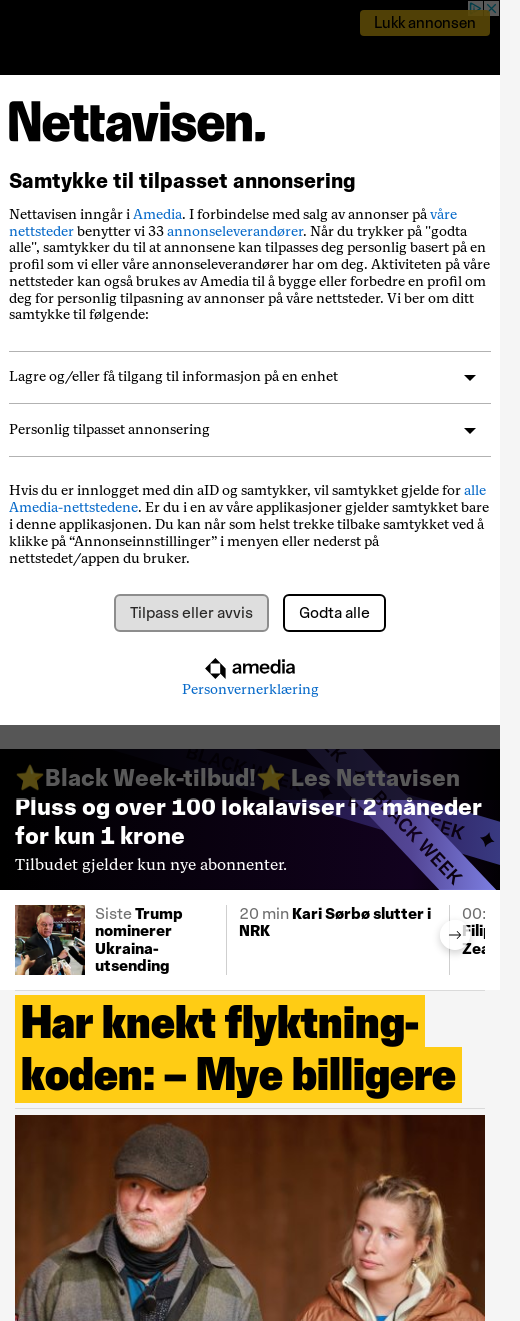 Lukk annonsen
Nettavisen.
Samtykke til tilpasset annonsering
Nettavisen inngår i Amedia. I forbindelse med salg av annonser på våre
nettsteder benytter vi 33 annonseleverandører. Når du trykker på "godta
alle", samtykker du til at annonsene kan tilpasses deg personlig basert på en
profil som vi eller våre annonseleverandører har om deg. Aktiviteten på våre
nettsteder kan også brukes av Amedia til å bygge eller forbedre en profil om
deg for personlig tilpasning av annonser på våre nettsteder. Vi ber om ditt
samtykke til følgende:
Lagre og/eller få tilgang til informasjon på en enhet
Personlig tilpasset annonsering
Hvis du er innlogget med din aID og samtykker, vil samtykket gjelde for alle
Amedia-nettstedene. Er du i en av våre applikasjoner gjelder samtykket bare
i denne applikasjonen. Du kan når som helst trekke tilbake samtykket ved å
klikke på “Annonseinnstillinger” i menyen eller nederst på
nettstedet/appen du bruker.
Tilpass eller avvis
Godta alle
amedia
Personvernerklæring
⭐Black Week-tilbud!⭐ Les Nettavisen
Pluss og over 100 lokalaviser i 2 måneder
for kun 1 krone
Tilbudet gjelder kun nye abonnenter.
BLACK WEEK
Siste Trump
nominerer
Ukraina-
utsending
20 min Kari Sørbø slutter i
NRK
00:
Zea
Har knekt flyktning-
koden: – Mye billigere